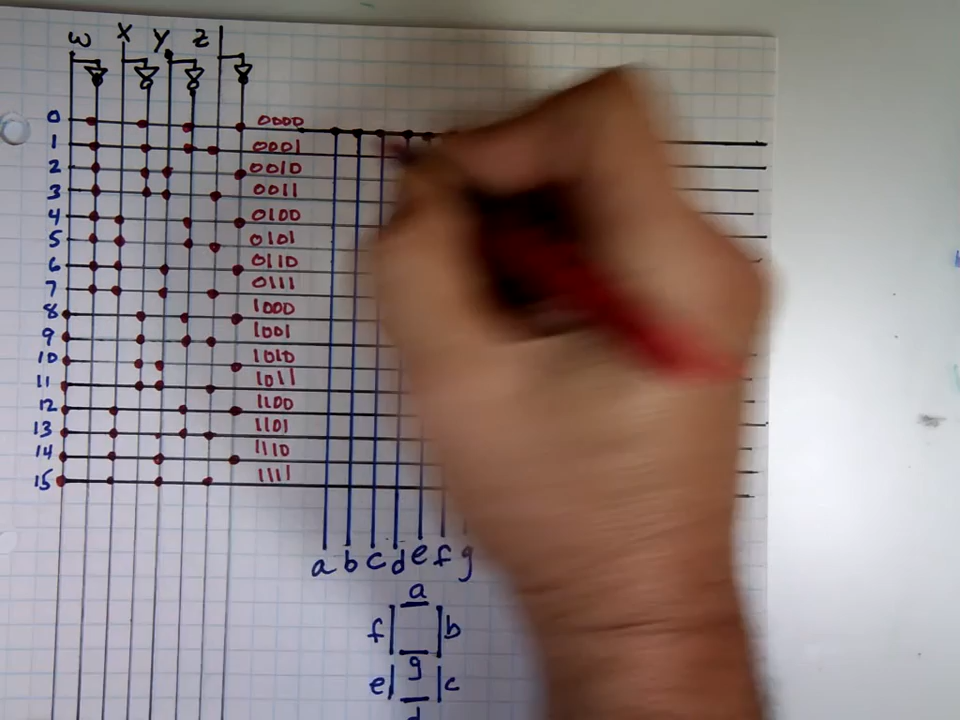 w x y z
0 0000
1 0001
2 0010
3 0011
4 0100
5 0101
6 0110
7 0111
8 1000
9 1001
10 1010
11 1011
12 1100
13 1101
14 1110
15 1111
a b c d e f g
a
f b
g
e c